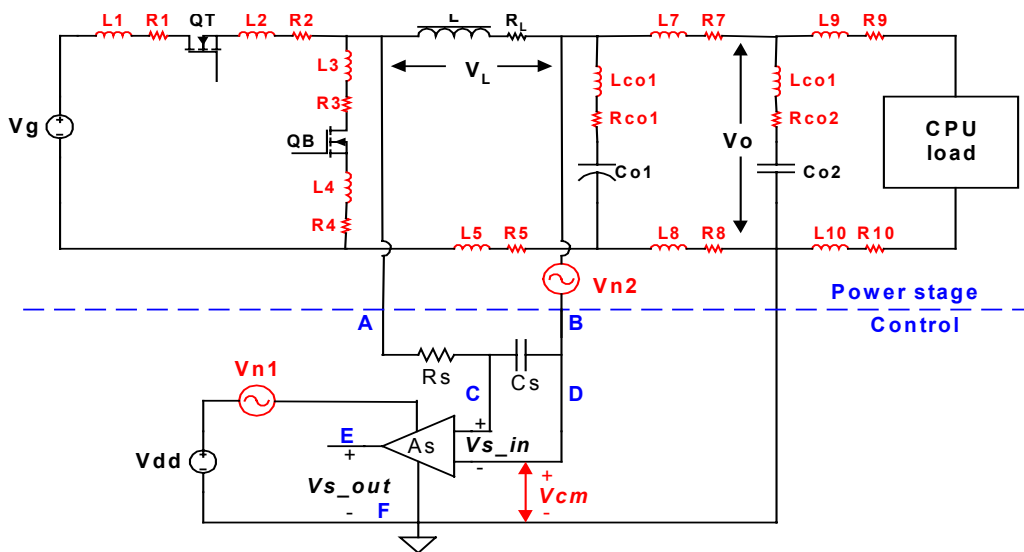 L1 R1 QT L2 R2 L R_L L7 R7 L9 R9
V_L
L3
R3
Lco1
Lco1
Vg
QB
Rco1
Vo
Rco2
CPU
load
L4
Co1
Co2
R4
L5 R5 L8 R8 L10 R10
Vn2
Power stage
A B Control
Rs Cs
Vn1
C D
E
+
As
+
Vs_in
-
Vdd
Vs_out
-
F
+
Vcm
-